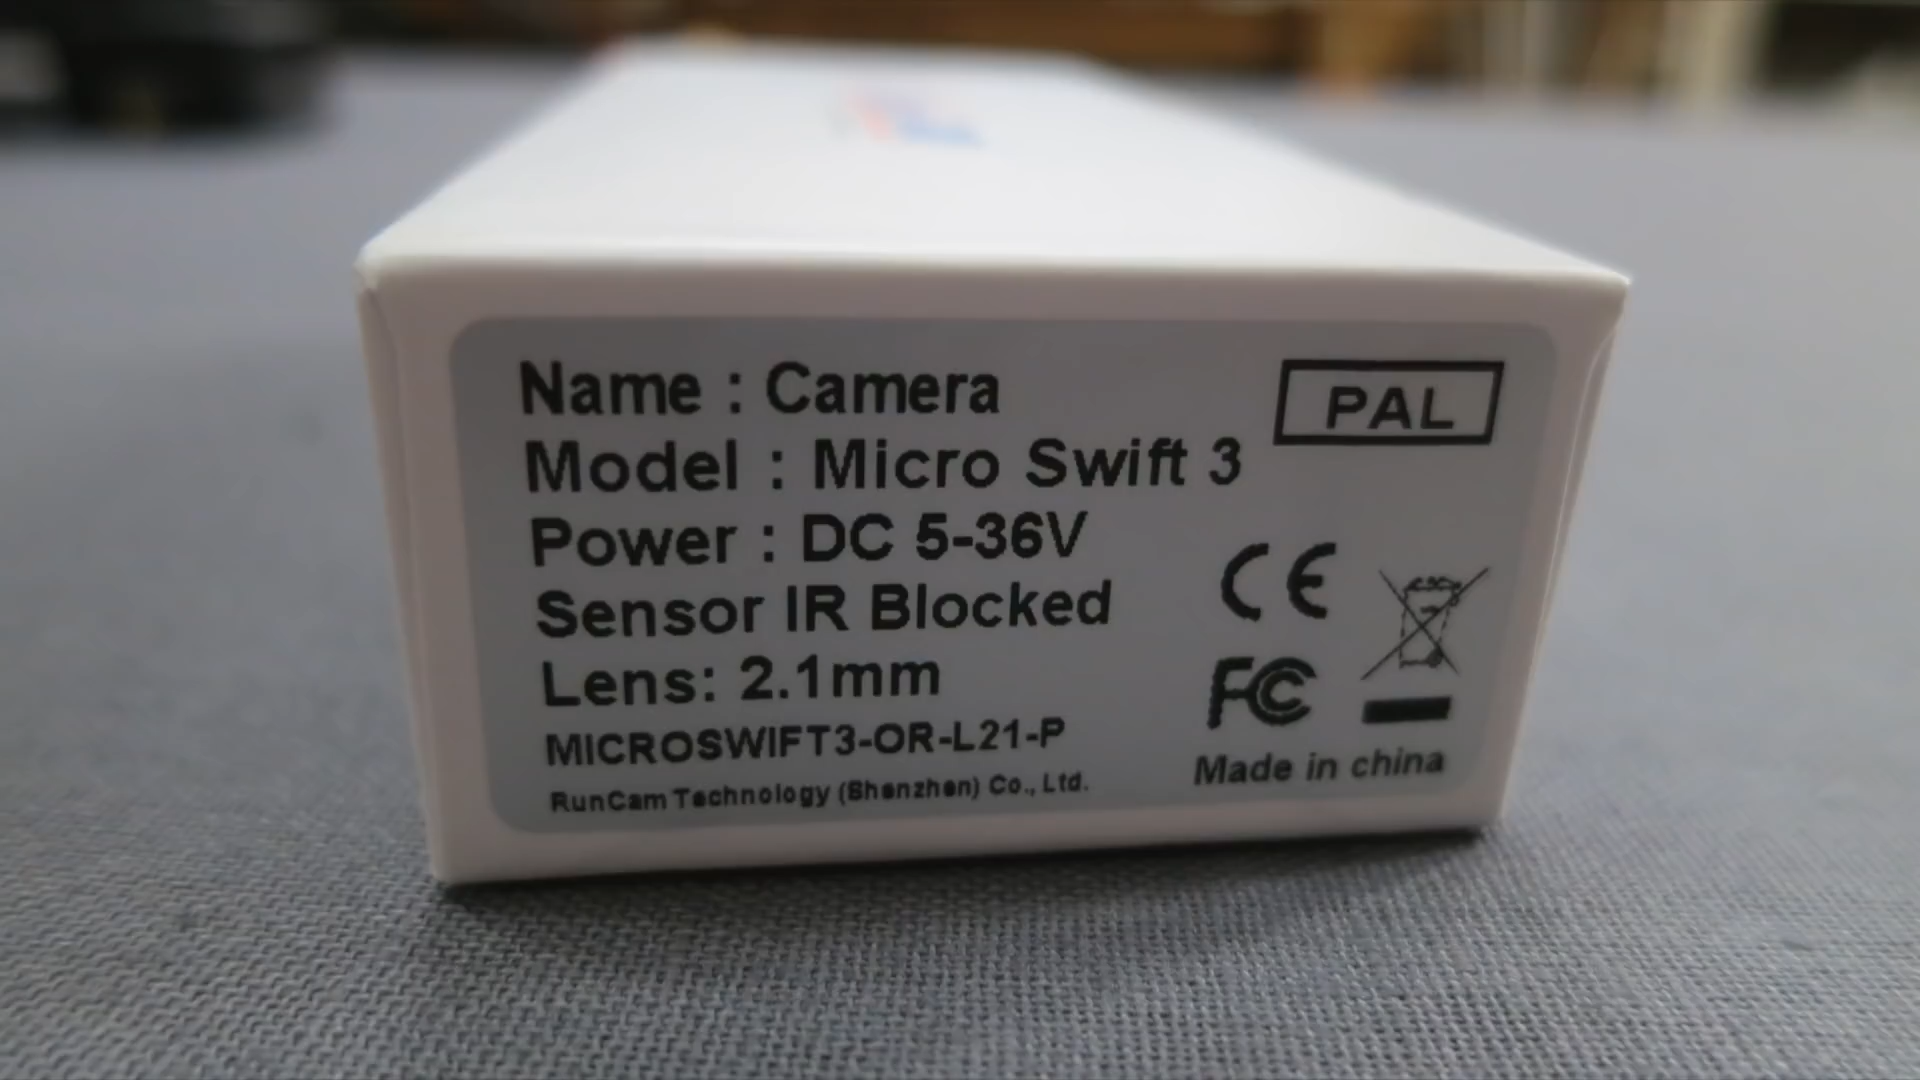 Name : Camera
PAL
Model : Micro Swift 3
Power : DC 5-36V
Sensor IR Blocked
Lens: 2.1mm
MICROSWIFT3-OR-L21-P
RunCam Technology (Shenzhen) Co., Ltd.
CE
FC
Made in china